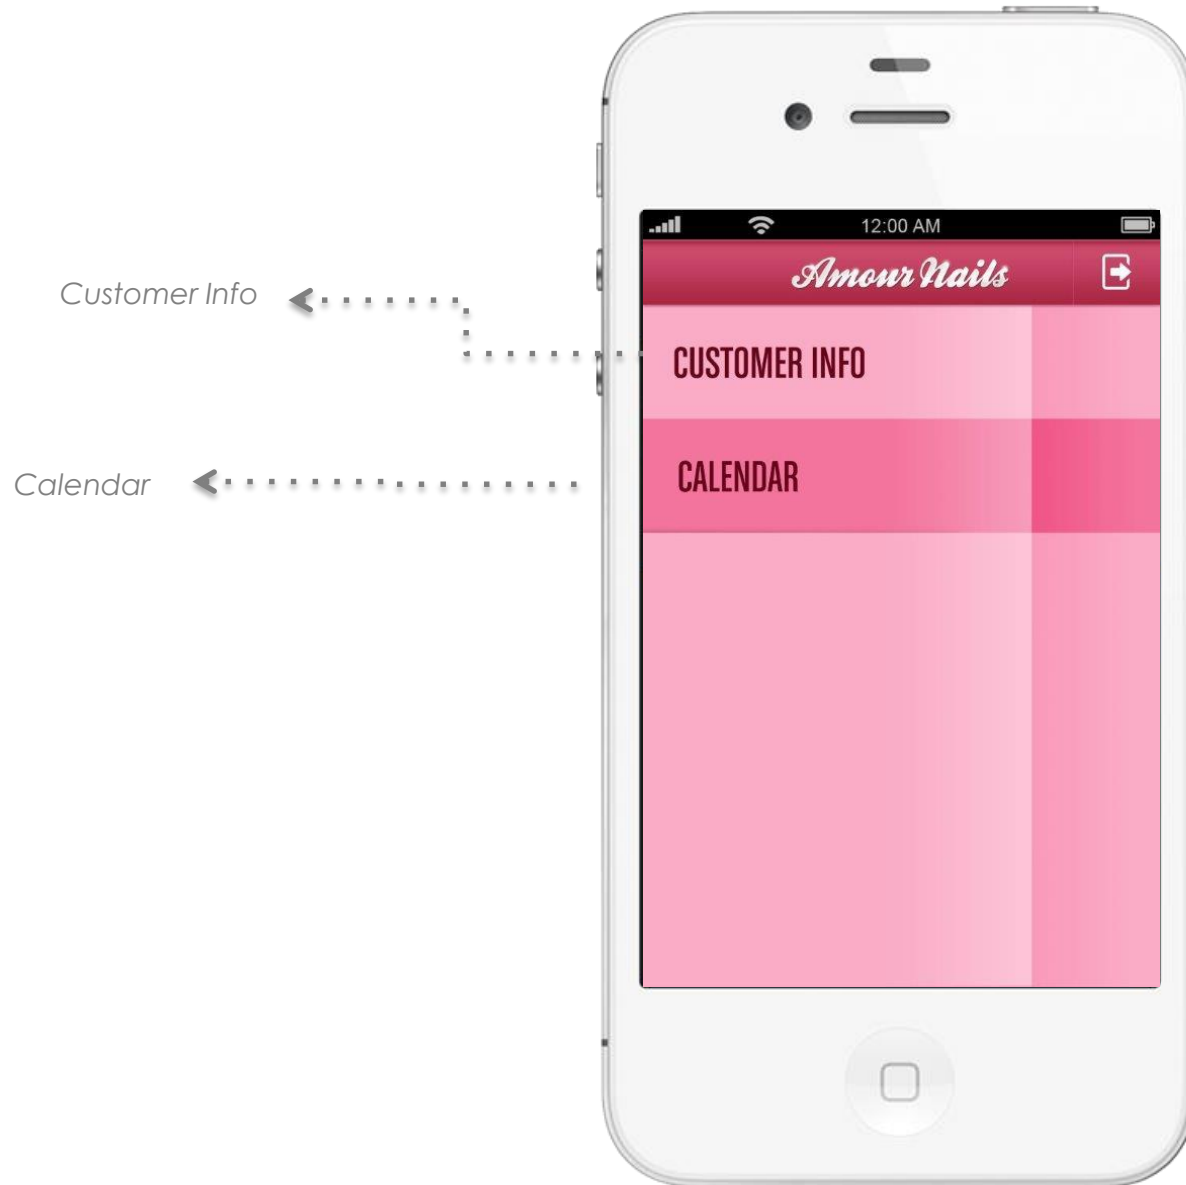 12:00 AM
Amour Nails
Customer Info
CUSTOMER INFO
Calendar
CALENDAR